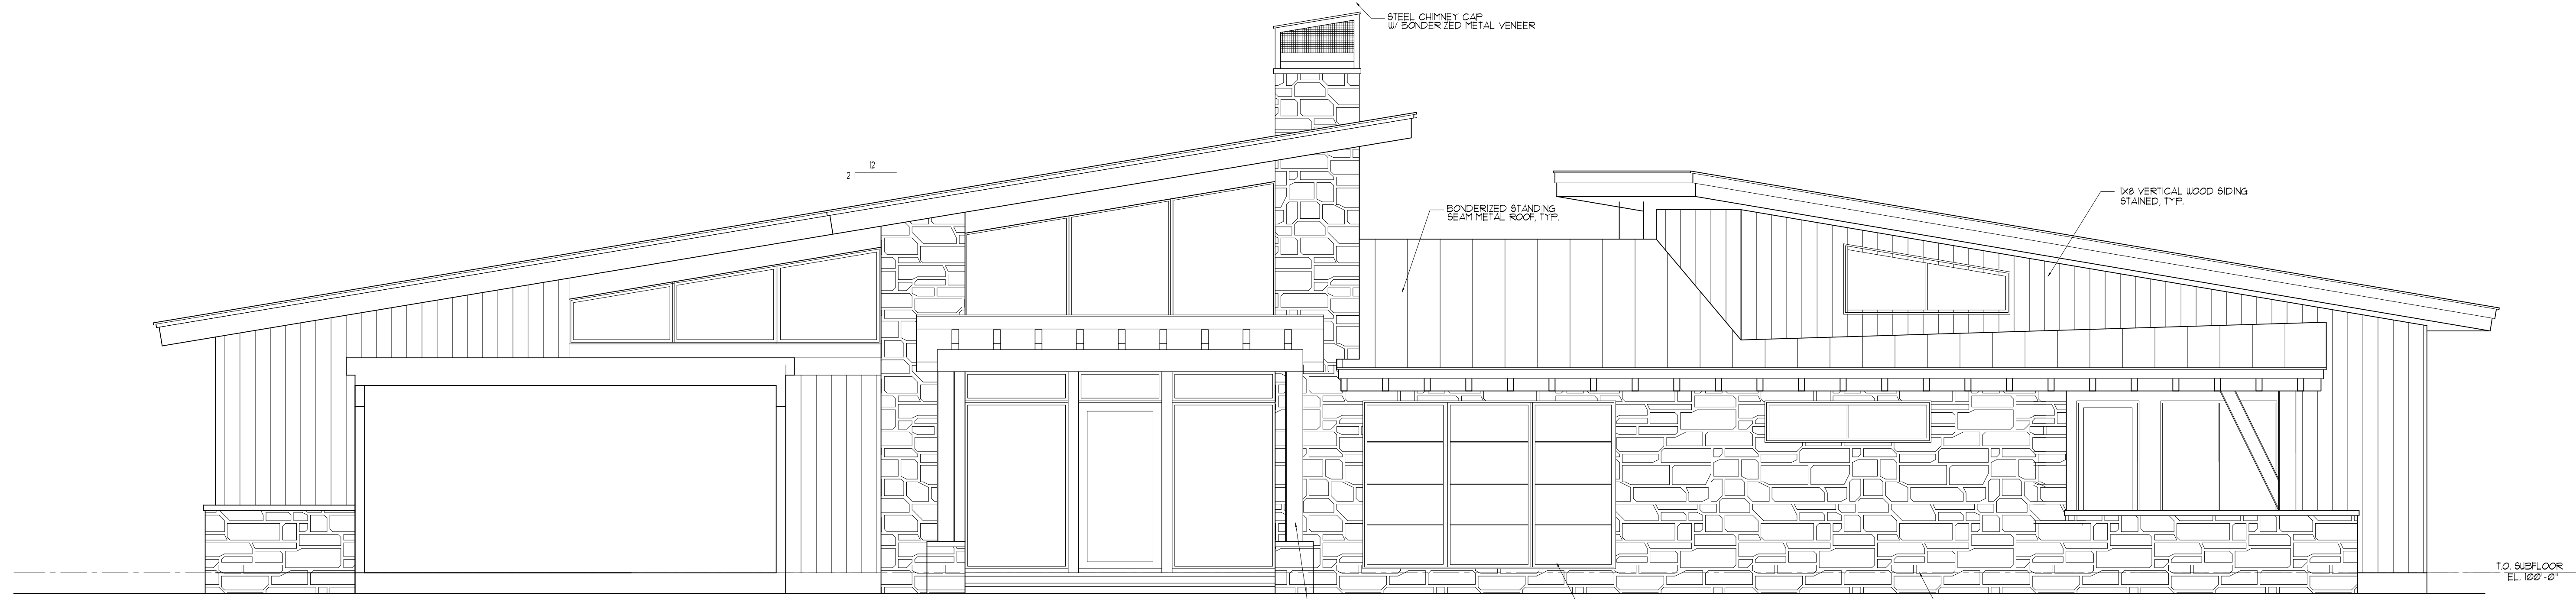 STEEL CHIMNEY CAP
W/ BONDERIZED METAL VENEER
12
2
1X8 VERTICAL WOOD SIDING
STAINED, TYP.
BONDERIZED STANDING
SEAM METAL ROOF, TYP.
T.O. SUBFLOOR
EL. 100'-0"